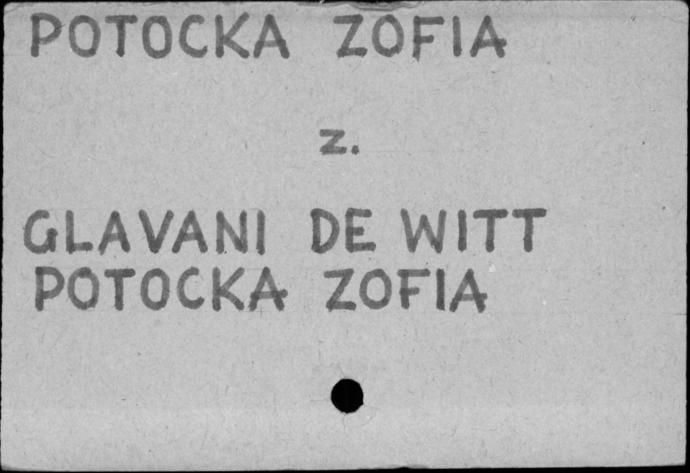 POTOCKA ZOFIA
z.
GLAVANI DE WITT
POTOCKA ZOFIA